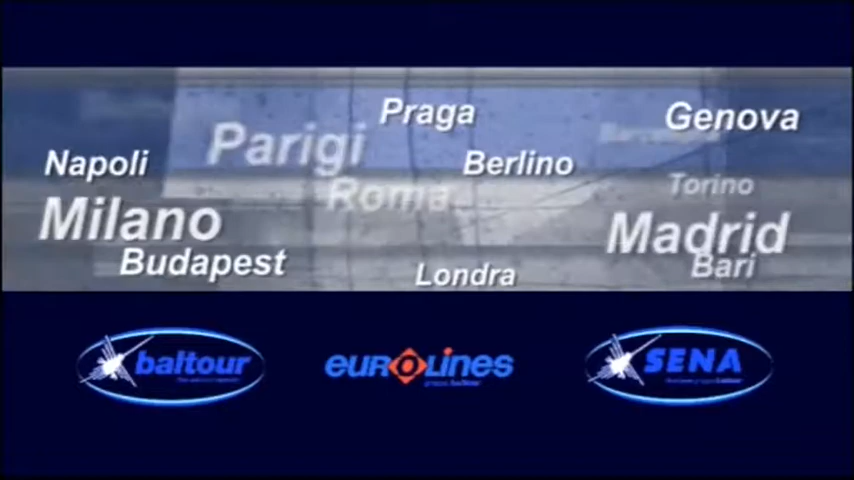 Praga
Genova
Parigi
Napoli
Berlino
Torino
Roma
Milano
Madrid
Budapest
Bari
Londra
baltour
EUROLINES
SENA